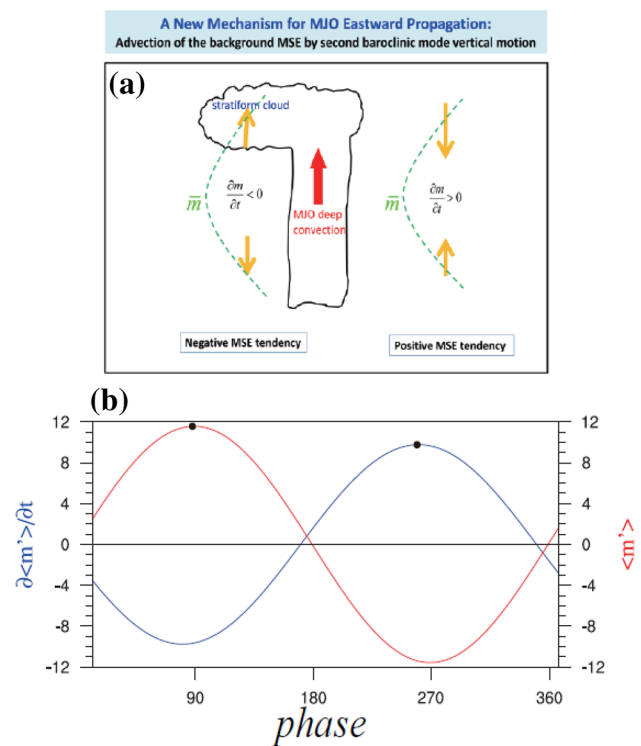 A New Mechanism for MJO Eastward Propagation:
Advection of the background MSE by second baroclinic mode vertical motion
(a)
stratiform cloud
m̅
∂m/∂t < 0
MJO deep
convection
m̅
∂m/∂t > 0
Negative MSE tendency
Positive MSE tendency
(b)
12
8
4
0
-4
-8
-12
∂<m'>/∂t
12
8
4
0
-4
-8
-12
<m'>
90 180 270 360
phase